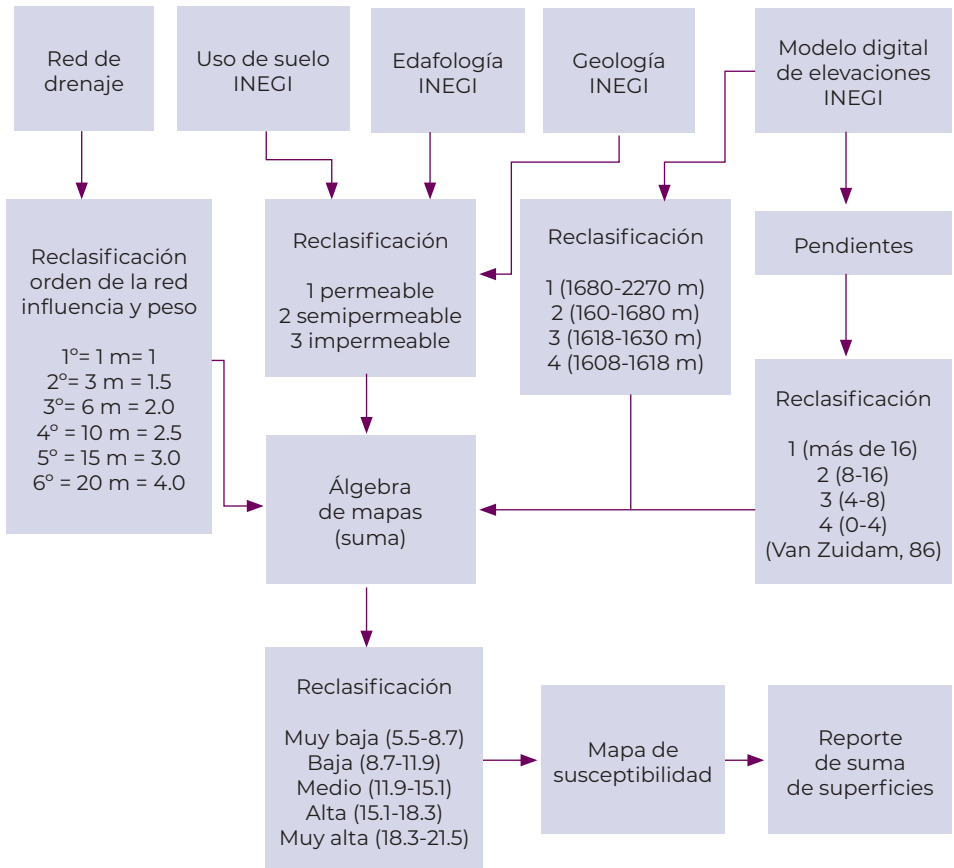 Red de
drenaje
Uso de suelo
INEGI
Edafología
INEGI
Geología
INEGI
Modelo digital
de elevaciones
INEGI
Reclasificación
orden de la red
influencia y peso
1º= 1 m= 1
2º= 3 m = 1.5
3º= 6 m = 2.0
4º = 10 m = 2.5
5º = 15 m = 3.0
6º = 20 m = 4.0
Reclasificación
1 permeable
2 semipermeable
3 impermeable
Reclasificación
1 (1680-2270 m)
2 (160-1680 m)
3 (1618-1630 m)
4 (1608-1618 m)
Pendientes
Reclasificación
1 (más de 16)
2 (8-16)
3 (4-8)
4 (0-4)
(Van Zuidam, 86)
Álgebra
de mapas
(suma)
Reclasificación
Muy baja (5.5-8.7)
Baja (8.7-11.9)
Medio (11.9-15.1)
Alta (15.1-18.3)
Muy alta (18.3-21.5)
Mapa de
susceptibilidad
Reporte
de suma
de superficies